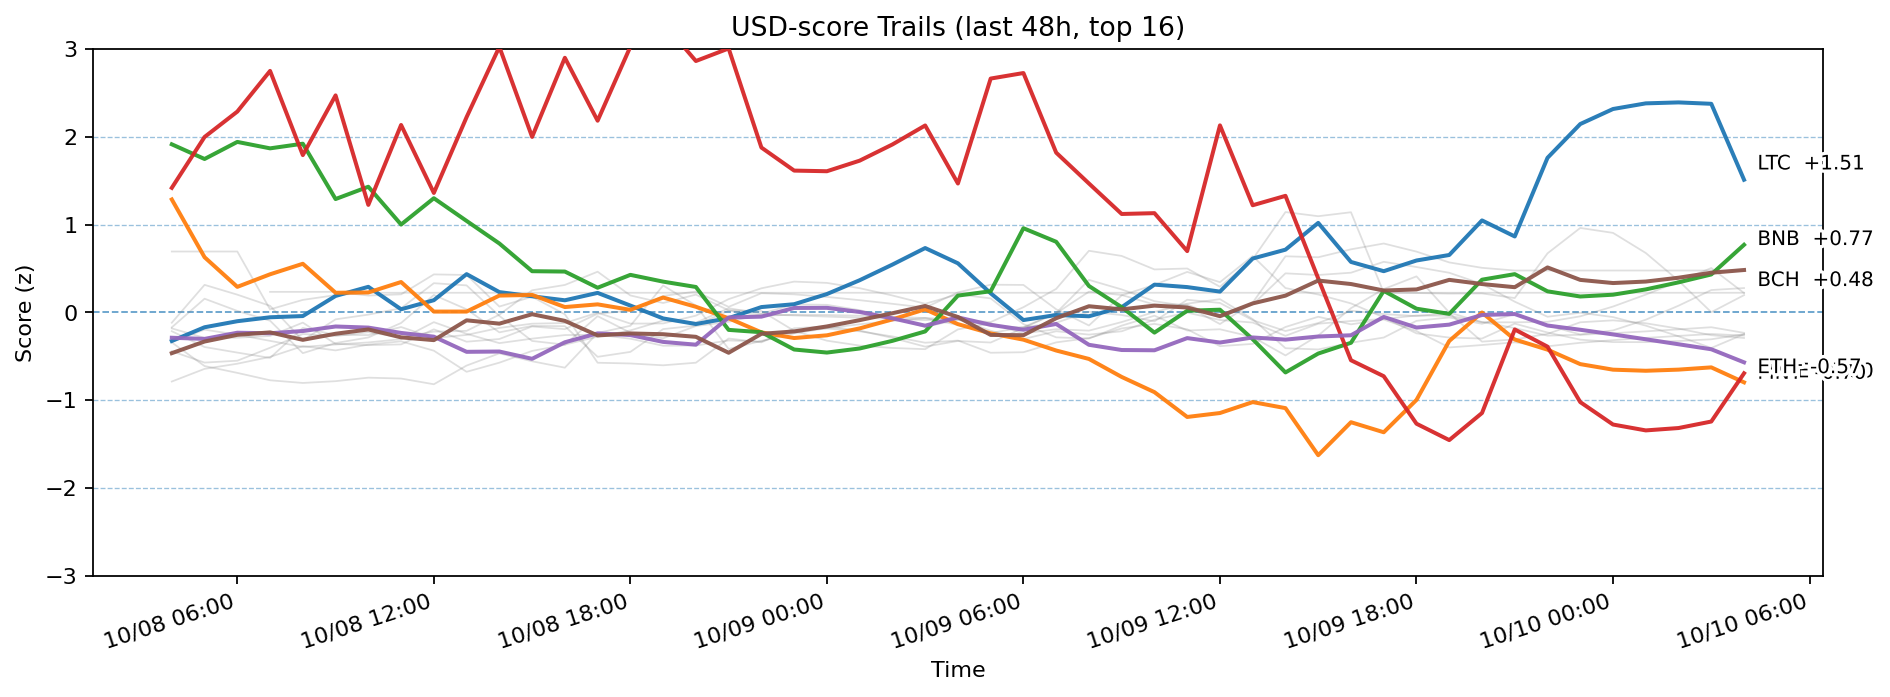 USD-score Trails (last 48h, top 16)
Score (z)
3
2
1
0
−1
−2
−3
LTC +1.51
BNB +0.77
BCH +0.48
ETH -0.57
10/08 06:00
10/08 12:00
10/08 18:00
10/09 00:00
10/09 06:00
10/09 12:00
10/09 18:00
10/10 00:00
10/10 06:00
Time